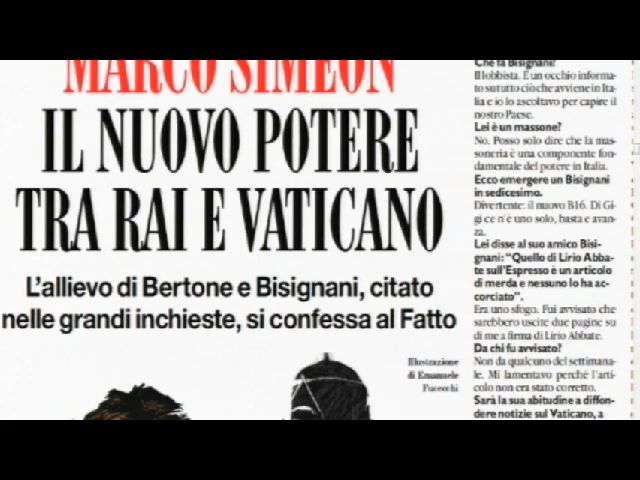 MARCO SIMEON
IL NUOVO POTERE
TRA RAI E VATICANO
L'allievo di Bertone e Bisignani, citato
nelle grandi inchieste, si confessa al Fatto
Illustrazione
di Emanuele
Fucecchi
Che fa Bisignani?
Il lobbista. È un occhio informa-
to su tutto ciò che avviene in Ita-
lia e io lo ascoltavo per capire il
nostro Paese.
Lei è un massone?
No. Posso solo dire che la mas-
soneria è una componente fon-
damentale del potere in Italia.
Ecco emergere un Bisignani
in sedicesimo.
Divertente: il nuovo B16. Di Gi-
gi ce n'è uno solo, basta e avan-
za.
Lei disse al suo amico Bisi-
gnani: "Quello di Lirio Abba-
te sull'Espresso è un articolo
di merda e nessuno lo ha ac-
corciato".
Era uno sfogo. Fui avvisato che
sarebbero uscite due pagine su
di me a firma di Lirio Abbate.
Da chi fu avvisato?
Non da qualcuno del settimana-
le. Mi lamentavo perché l'arti-
colo non era stato corretto.
Sarà la sua abitudine a diffon-
dere notizie sul Vaticano, a